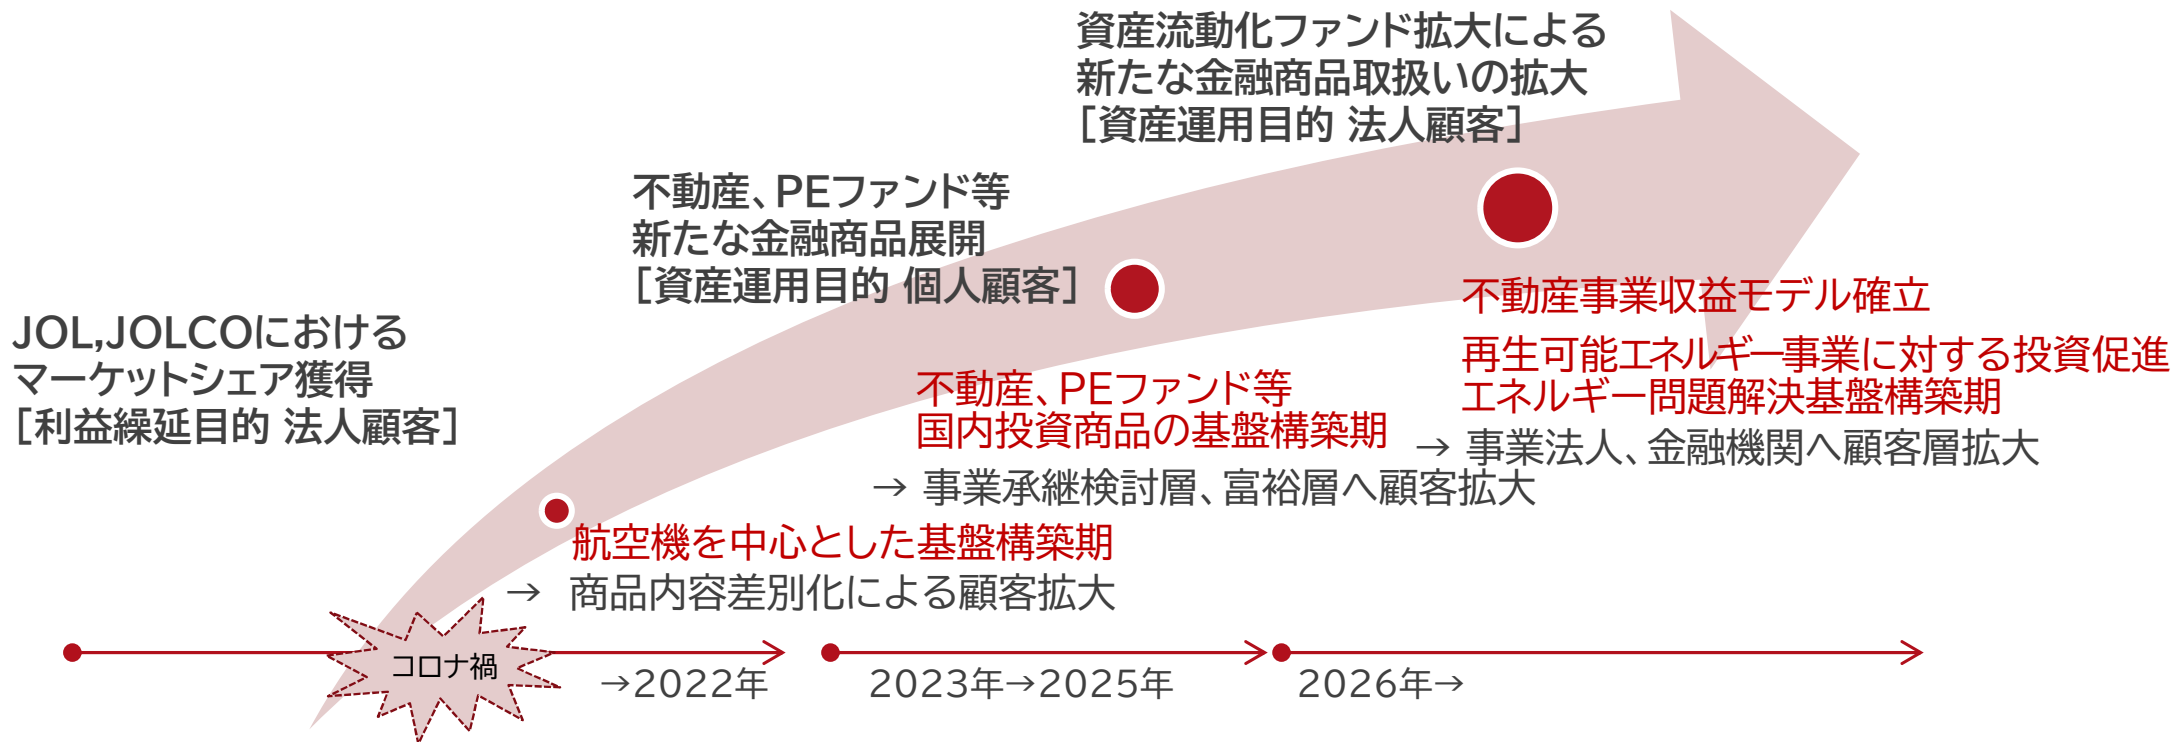 資産流動化ファンド拡大による
新たな金融商品取扱いの拡大
[資産運用目的 法人顧客]
不動産、PEファンド等
新たな金融商品展開
[資産運用目的 個人顧客]
JOL,JOLCOにおける
マーケットシェア獲得
[利益繰延目的 法人顧客]
不動産事業収益モデル確立
再生可能エネルギー事業に対する投資促進
エネルギー問題解決基盤構築期
→ 事業法人、金融機関へ顧客層拡大
不動産、PEファンド等
国内投資商品の基盤構築期
→ 事業承継検討層、富裕層へ顧客拡大
航空機を中心とした基盤構築期
→ 商品内容差別化による顧客拡大
コロナ禍
→2022年
2023年→2025年
2026年→